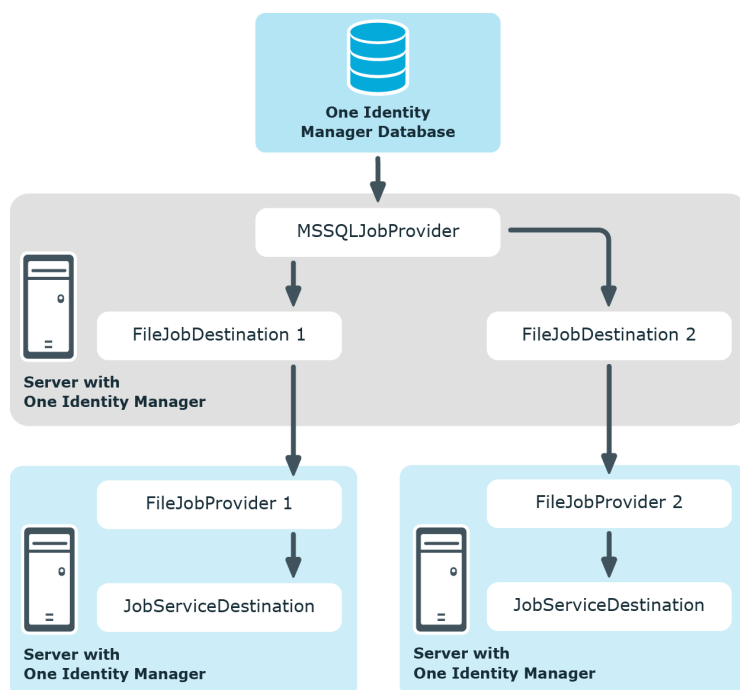 One Identity
Manager Database
MSSQLJobProvider
FileJobDestination 1
FileJobDestination 2
Server with
One Identity Manager
FileJobProvider 1
FileJobProvider 2
JobServiceDestination
JobServiceDestination
Server with
One Identity Manager
Server with
One Identity Manager